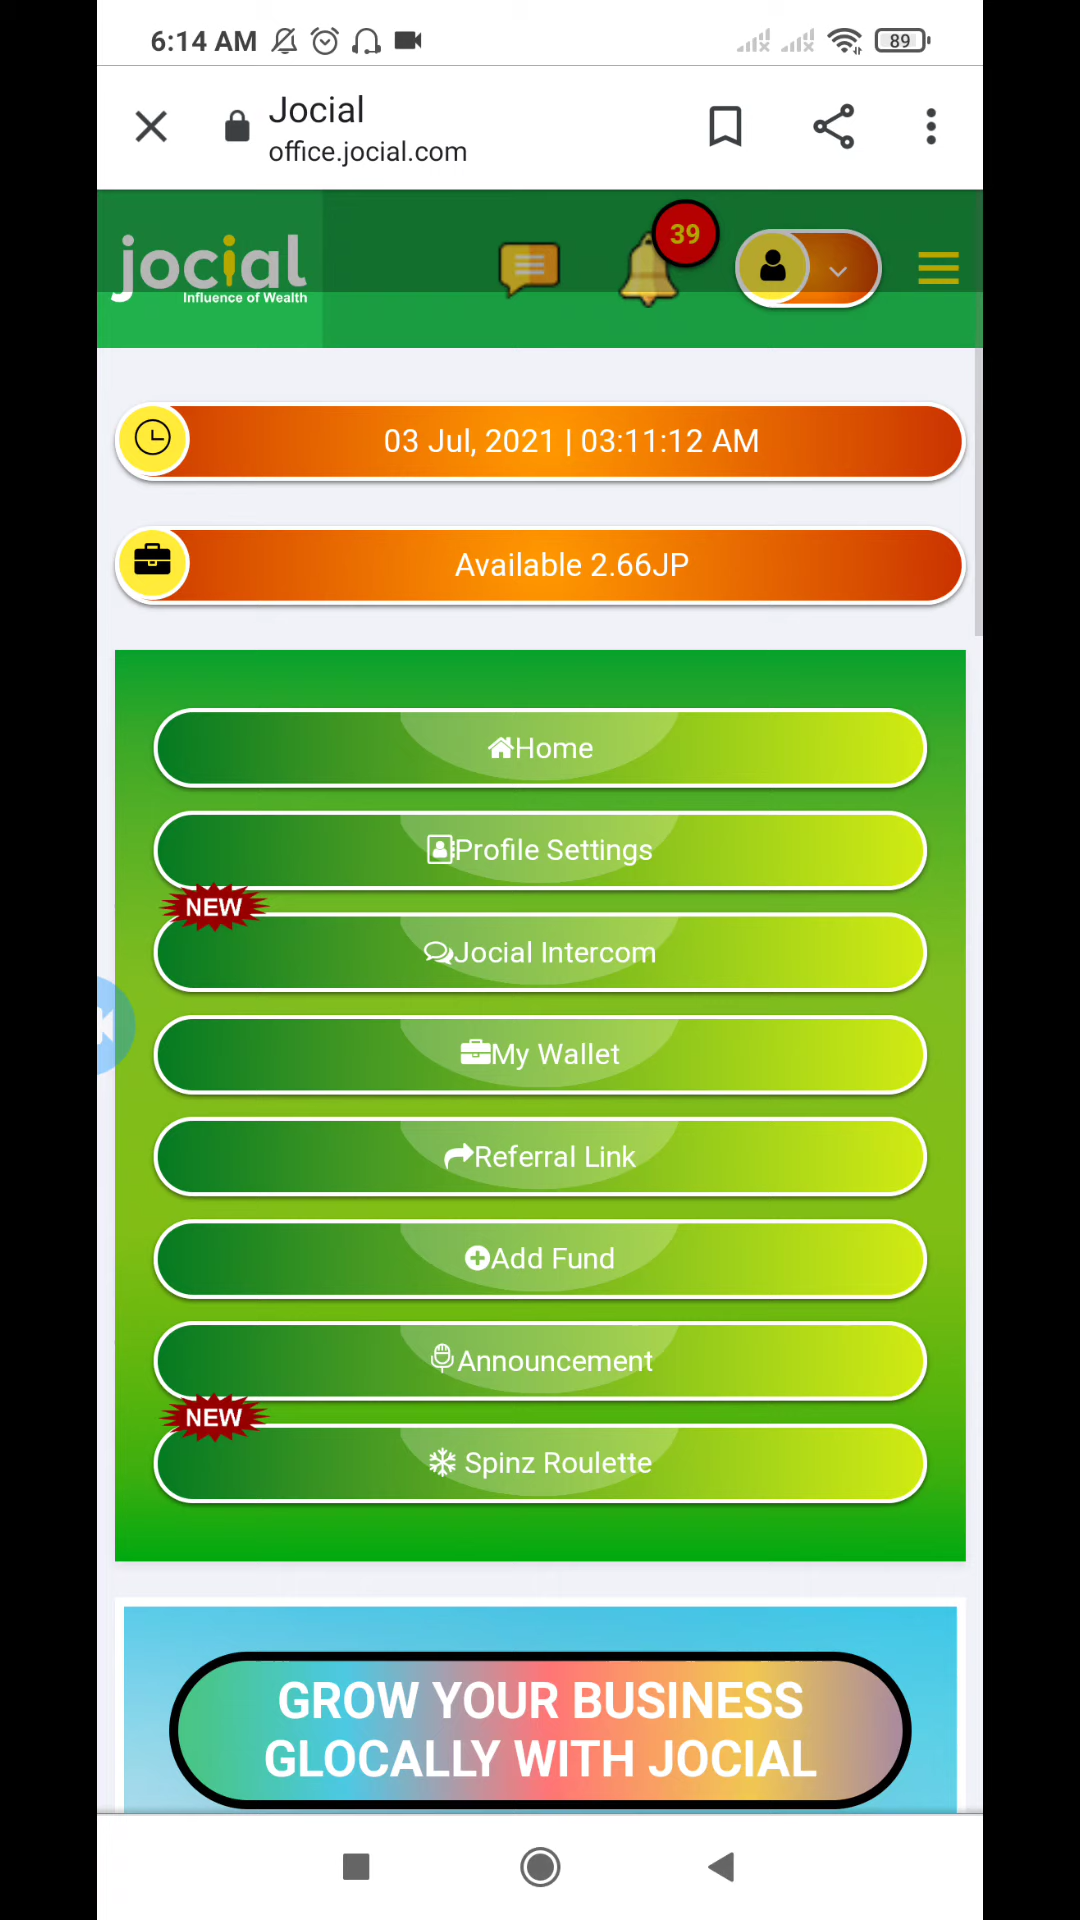 6:14 AM
89
Jocial
office.jocial.com
jocial
Influence of Wealth
39
03 Jul, 2021 | 03:11:12 AM
Available 2.66JP
Home
Profile Settings
NEW
Jocial Intercom
My Wallet
Referral Link
Add Fund
Announcement
NEW
Spinz Roulette
GROW YOUR BUSINESS
GLOCALLY WITH JOCIAL